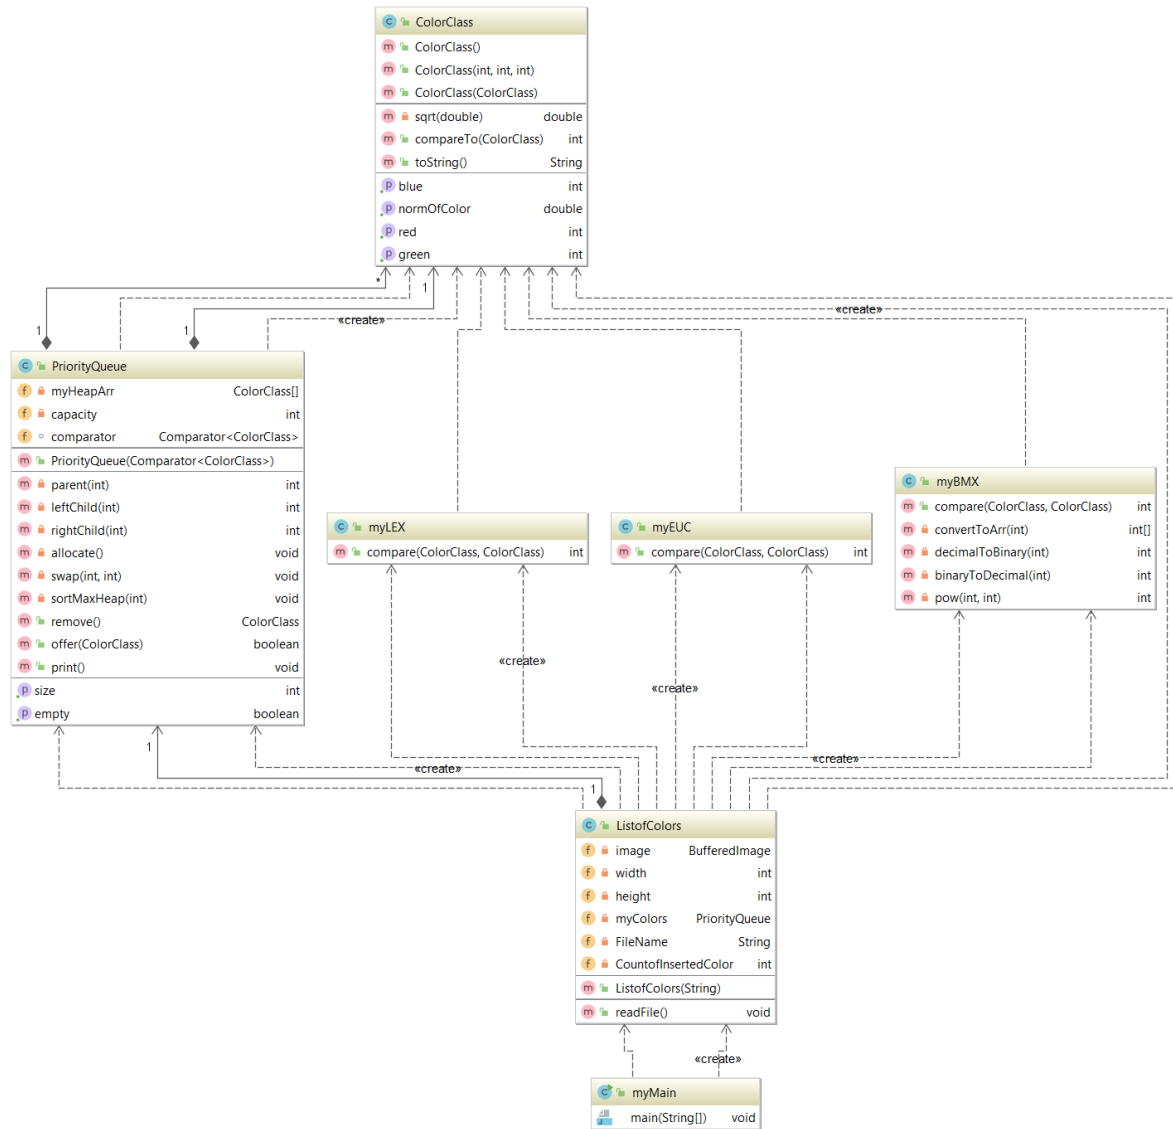 ColorClass
ColorClass()
ColorClass(int, int, int)
ColorClass(ColorClass)
sqrt(double) double
compareTo(ColorClass) int
toString() String
blue int
normOfColor double
red int
green int
* 1
1 1 «create» «create»
PriorityQueue
myHeapArr ColorClass[]
capacity int
comparator Comparator<ColorClass>
PriorityQueue(Comparator<ColorClass>)
parent(int) int
leftChild(int) int
rightChild(int) int
allocate() void
swap(int, int) void
sortMaxHeap(int) void
remove() ColorClass
offer(ColorClass) boolean
print() void
size int
empty boolean
myLEX
compare(ColorClass, ColorClass) int
myEUC
compare(ColorClass, ColorClass) int
myBMX
compare(ColorClass, ColorClass) int
convertToArr(int) int[]
decimalToBinary(int) int
binaryToDecimal(int) int
pow(int, int) int
«create»
«create»
1
«create» «create»
1
ListofColors
image BufferedImage
width int
height int
myColors PriorityQueue
FileName String
CountofInsertedColor int
ListofColors(String)
readFile() void
«create»
myMain
main(String[]) void